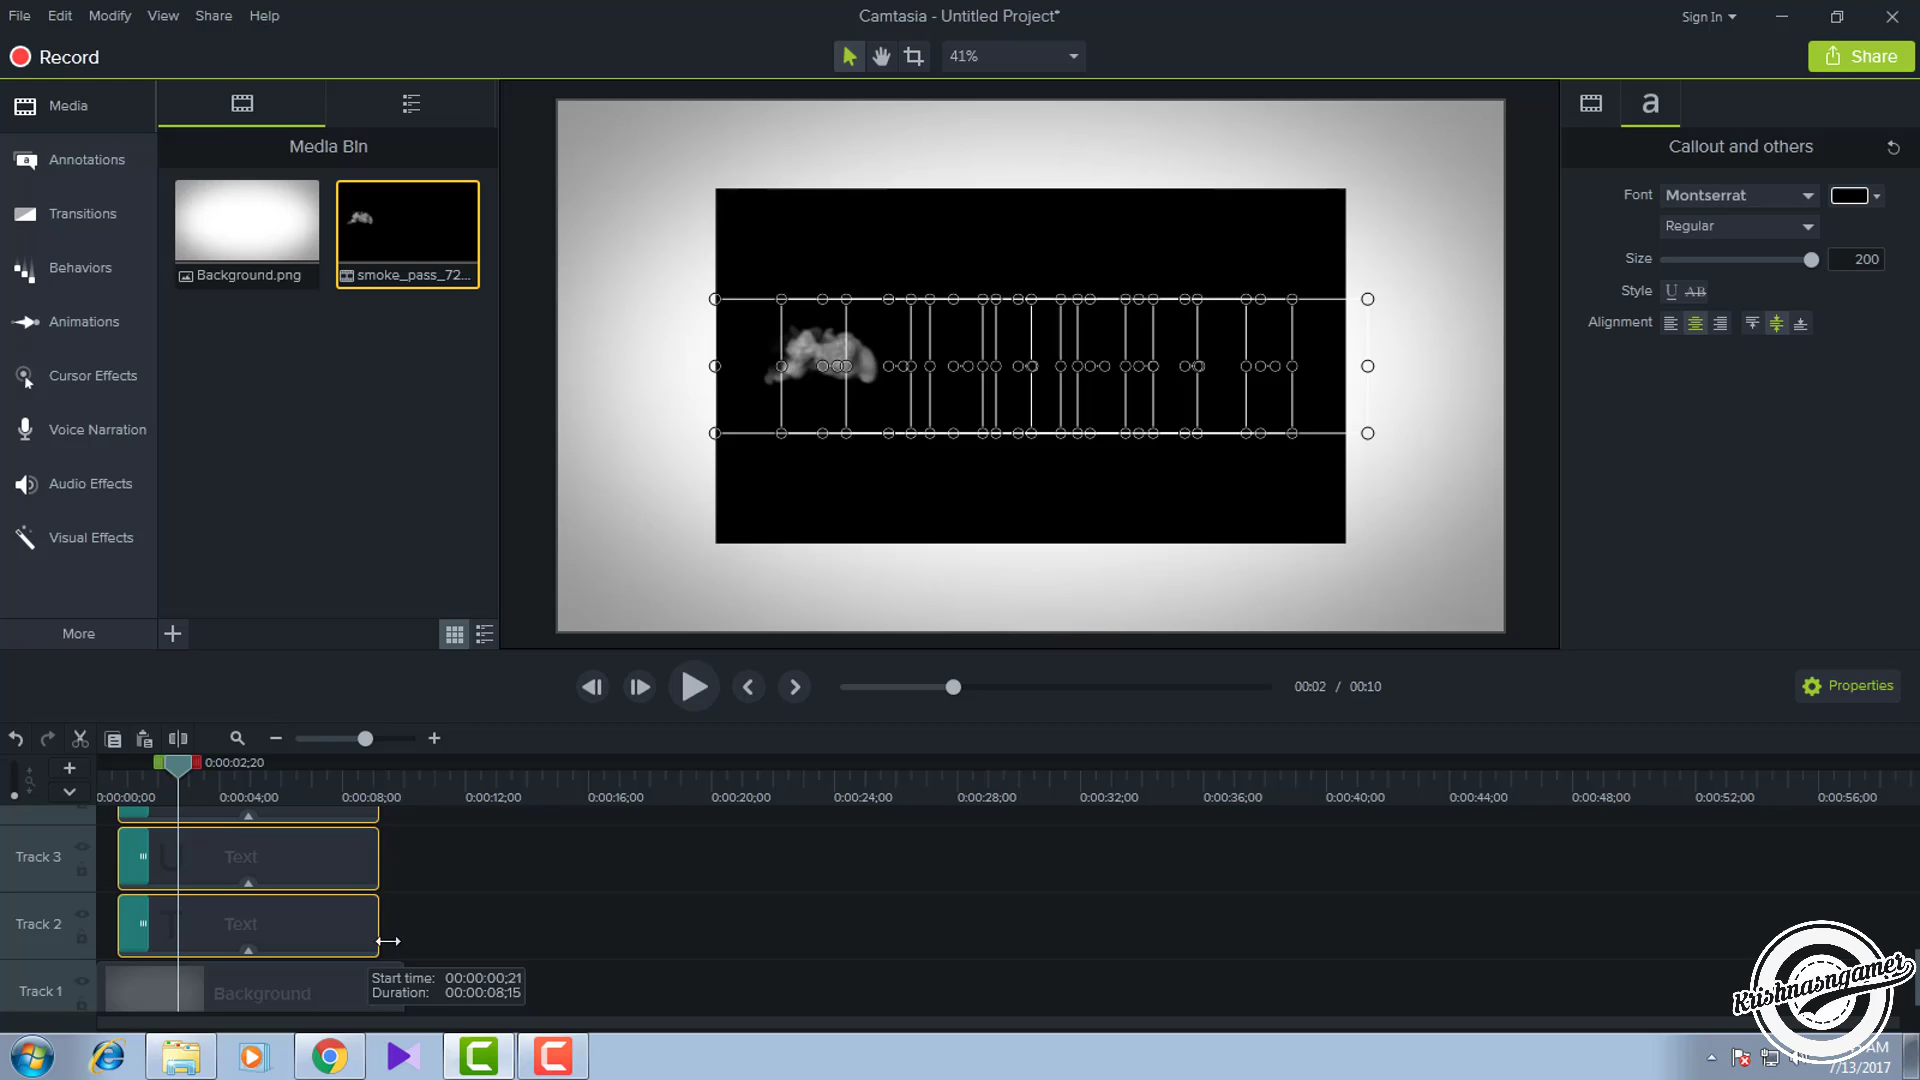 File Edit Modify View Share Help
Camtasia - Untitled Project*
Sign In
Record
41%
Share
Media
Annotations
Transitions
Behaviors
Animations
Cursor Effects
Voice Narration
Audio Effects
Visual Effects
More
Media Bin
Background.png
smoke_pass_72...
a
Callout and others
Font Montserrat
Regular
Size 200
Style U AB
Alignment
00:02 / 00:10
Properties
0:00:02;20
0:00:00;00 0:00:04;00 0:00:08;00 0:00:12;00 0:00:16;00 0:00:20;00 0:00:24;00 0:00:28;00 0:00:32;00 0:00:36;00 0:00:40;00 0:00:44;00 0:00:48;00 0:00:52;00 0:00:56;00
Track 3 U Text
Track 2 T Text
Track 1 Background
Start time: 00:00:00;21
Duration: 00:00:08;15
Krishnasngamer
AM
7/13/2017